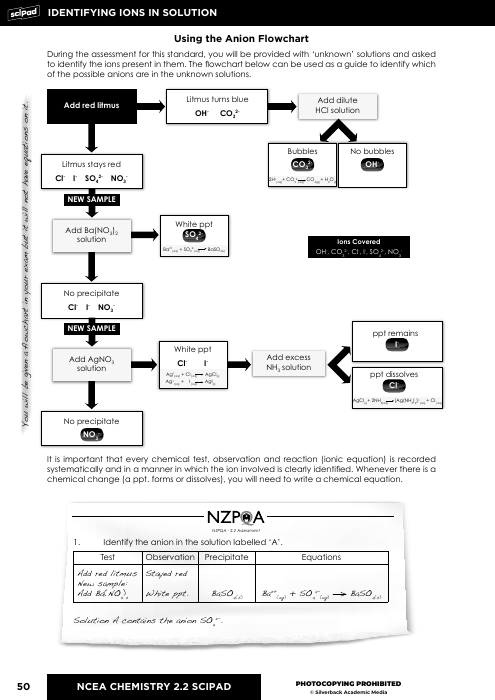 scipad IDENTIFYING IONS IN SOLUTION
Using the Anion Flowchart
During the assessment for this standard, you will be provided with ‘unknown’ solutions and asked
to identify the ions present in them. The flowchart below can be used as a guide to identify which
of the possible anions are in the unknown solutions.
You will be given a flowchart in your exam but it will not have equations on it.
Add red litmus
Litmus turns blue
OH⁻ CO₃²⁻
Add dilute
HCl solution
Bubbles
CO₃²⁻
No bubbles
OH⁻
Litmus stays red
Cl⁻ I⁻ SO₄²⁻ NO₃⁻
NEW SAMPLE
Add Ba(NO₃)₂
solution
White ppt
SO₄²⁻
Ba²⁺(aq) + SO₄²⁻(aq) → BaSO₄(s)
Ions Covered
OH⁻, CO₃²⁻, Cl⁻, I⁻, SO₄²⁻, NO₃⁻
No precipitate
Cl⁻ I⁻ NO₃⁻
NEW SAMPLE
Add AgNO₃
solution
White ppt
Cl⁻ I⁻
Ag⁺(aq) + Cl⁻(aq) → AgCl(s)
Ag⁺(aq) + I⁻(aq) → AgI(s)
Add excess
NH₃ solution
ppt remains
I⁻
ppt dissolves
Cl⁻
No precipitate
NO₃⁻
It is important that every chemical test, observation and reaction (ionic equation) is recorded
systematically and in a manner in which the ion involved is clearly identified. Whenever there is a
chemical change (a ppt. forms or dissolves), you will need to write a chemical equation.
NZPQA
1. Identify the anion in the solution labelled ‘A’.
Test Observation Precipitate Equations
Add red litmus Stayed red
New sample:
Add Ba(NO₃)₂ White ppt. BaSO₄(s) Ba²⁺(aq) + SO₄²⁻(aq) → BaSO₄(s)
Solution A contains the anion SO₄²⁻.
50 NCEA CHEMISTRY 2.2 SCIPAD PHOTOCOPYING PROHIBITED
© Silverback Academic Media